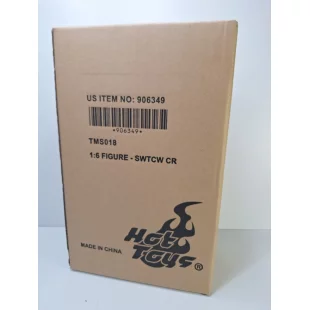 US ITEM NO: 906349
*906349*
TMS018
1:6 FIGURE - SWTCW CR
Hot
Toys®
MADE IN CHINA